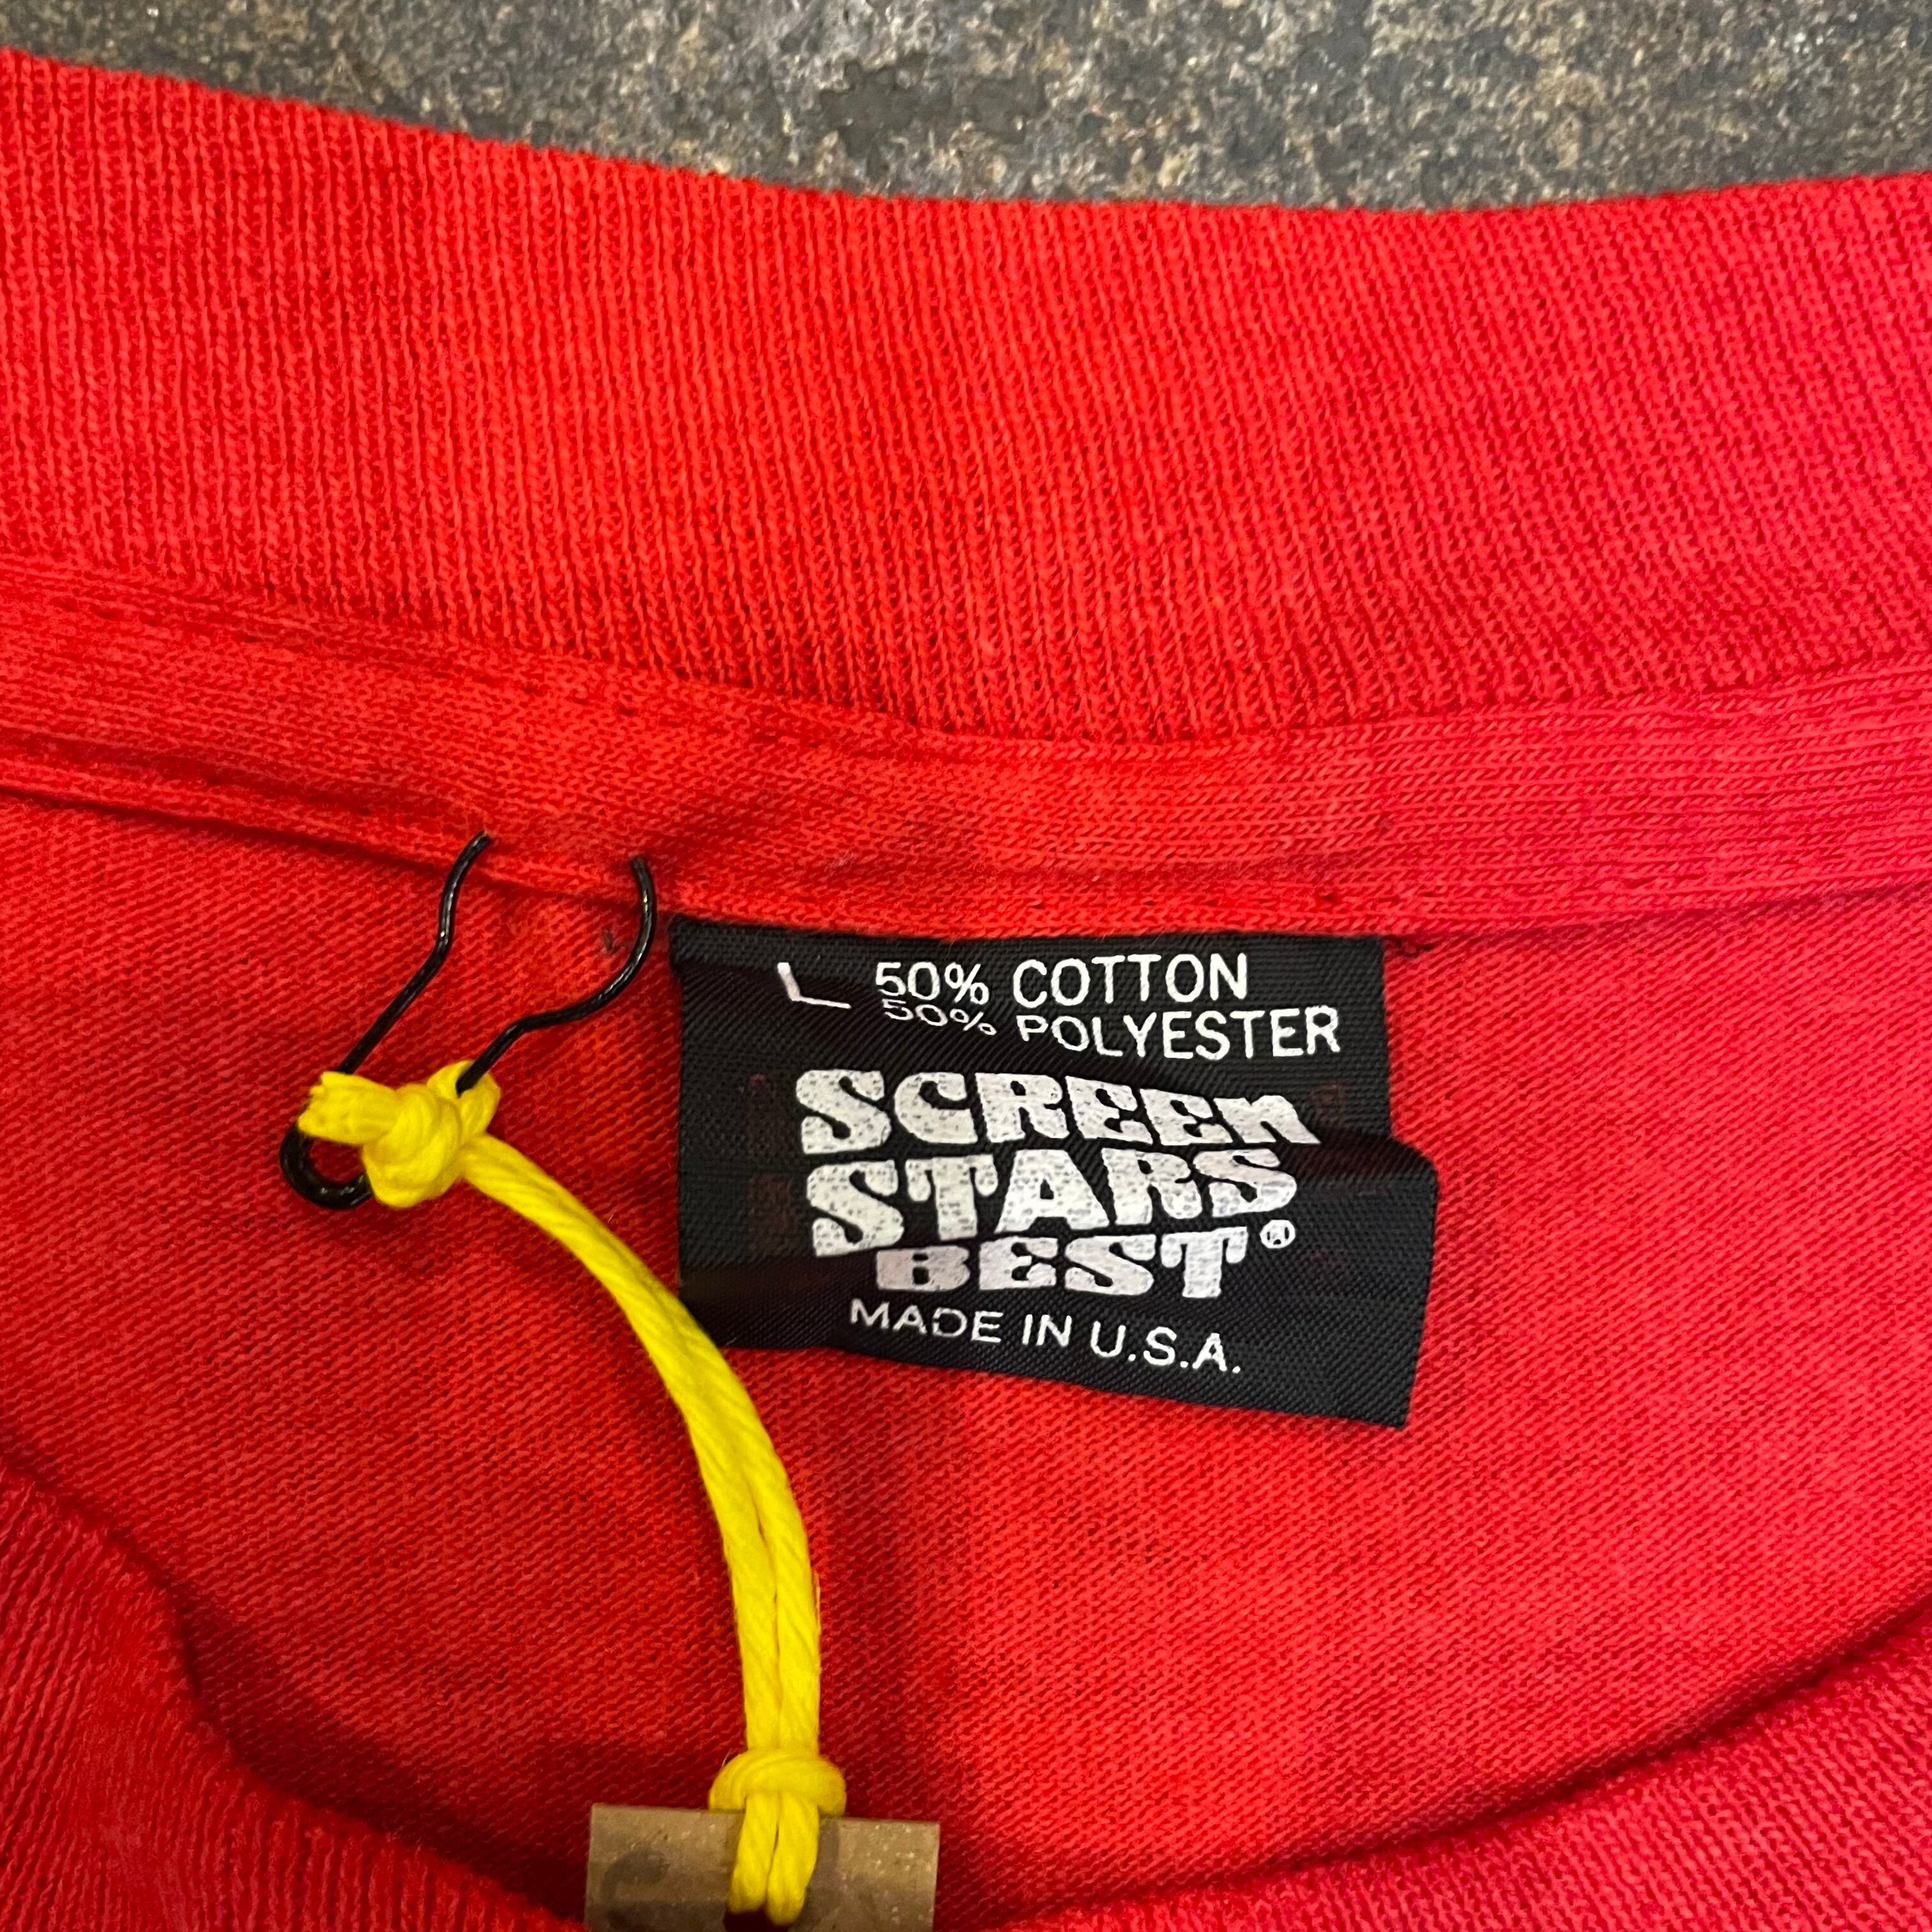 L 50% COTTON
50% POLYESTER
SCREEN
STARS
BEST®
MADE IN U.S.A.